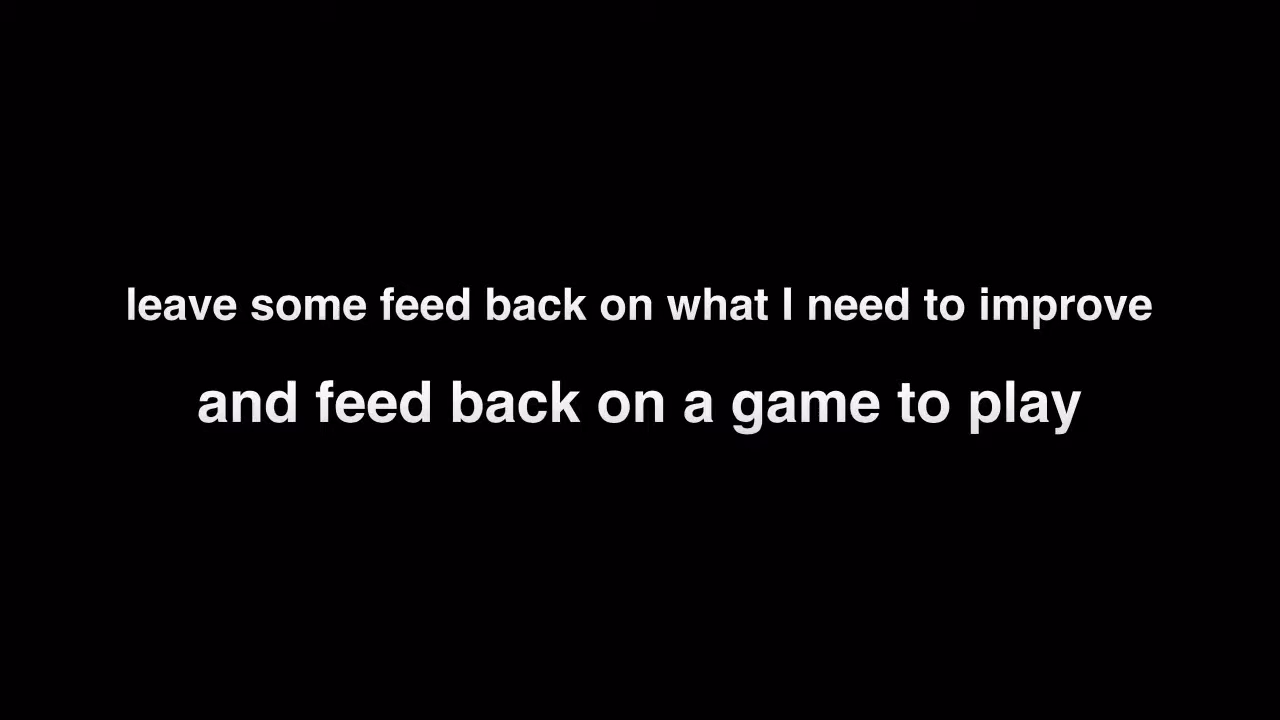 leave some feed back on what I need to improve
and feed back on a game to play